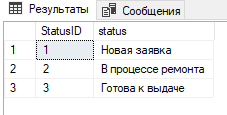 Результаты Сообщения
StatusID status
1 1 Новая заявка
2 2 В процессе ремонта
3 3 Готова к выдаче